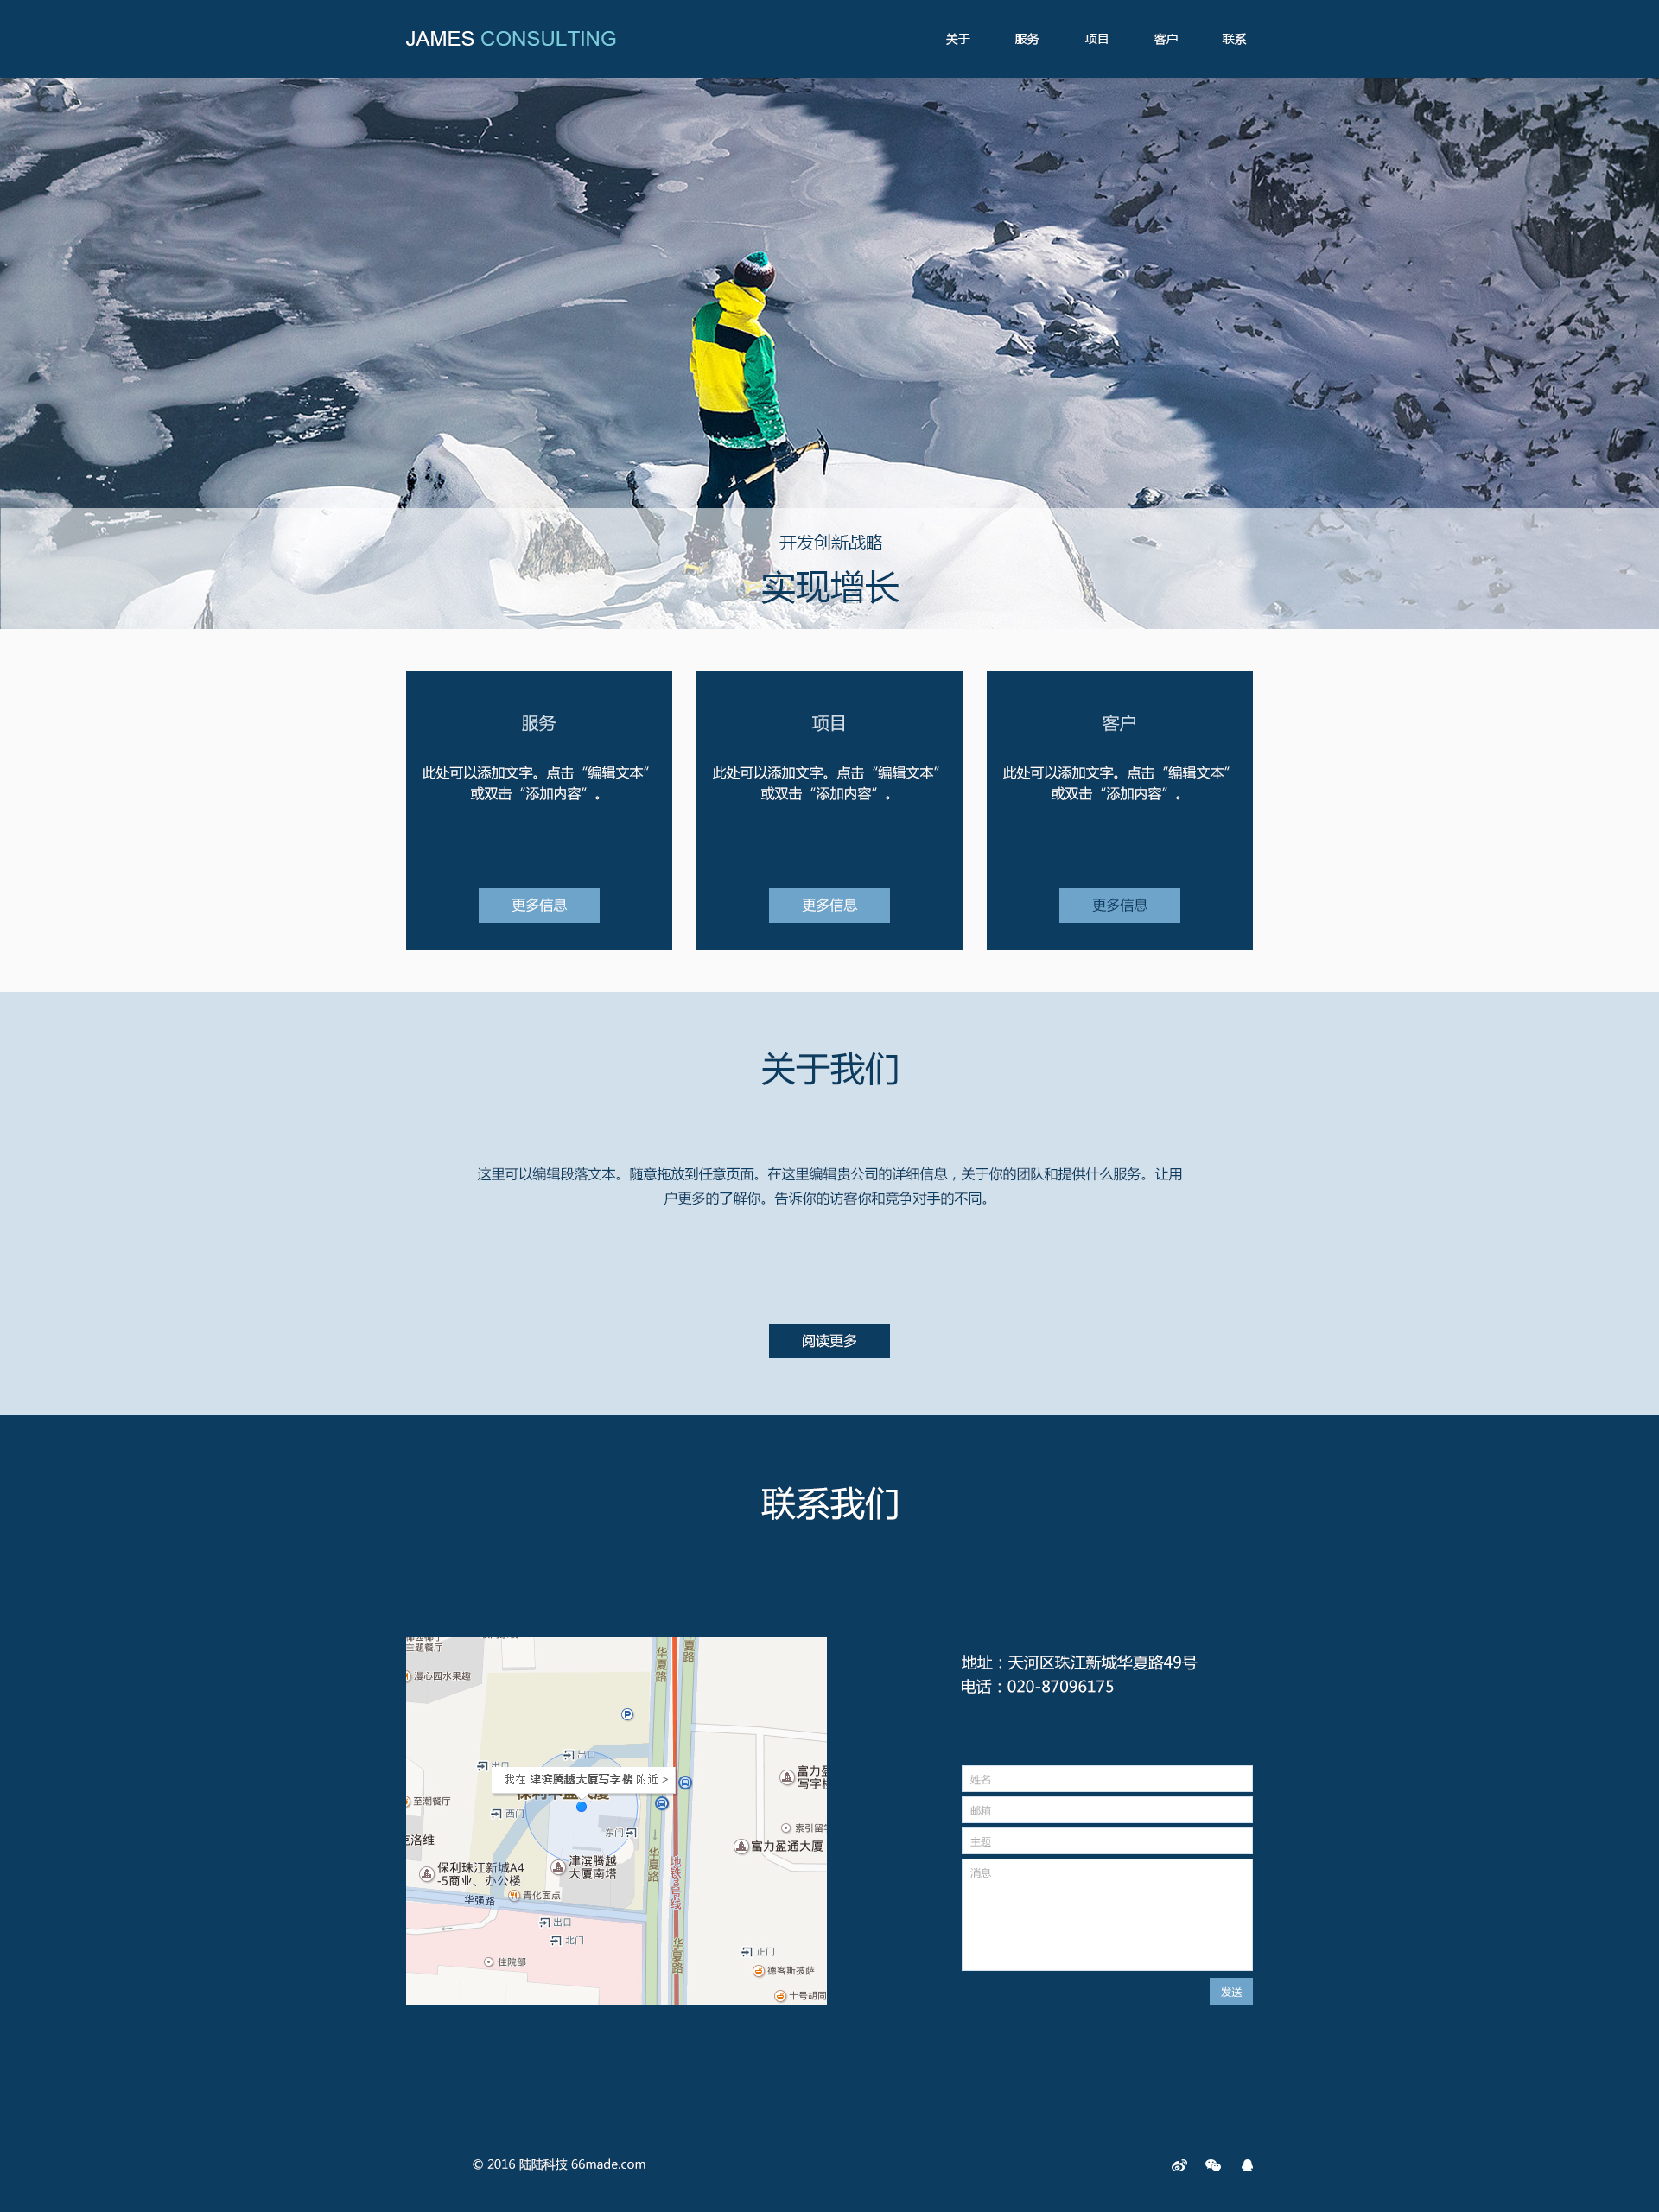 JAMES CONSULTING
关于 服务 项目 客户 联系
开发创新战略
实现增长
服务
此处可以添加文字。点击“编辑文本”
或双击“添加内容”。
更多信息
项目
此处可以添加文字。点击“编辑文本”
或双击“添加内容”。
更多信息
客户
此处可以添加文字。点击“编辑文本”
或双击“添加内容”。
更多信息
关于我们
这里可以编辑段落文本。随意拖放到任意页面。在这里编辑贵公司的详细信息，关于你的团队和提供什么服务。让用
户更多的了解你。告诉你的访客你和竞争对手的不同。
阅读更多
联系我们
主题餐厅
漫心园水果趣
华夏路
夏路
P
出口
出口
我在 津滨腾越大厦写字楼 附近 >
至潮餐厅
西门
东门
克洛维
保利珠江新城A4
-5商业、办公楼
津滨腾越
大厦南塔
青化面点
华强路
出口
北门
住院部
华夏路
华夏路
富力盈
写字楼
索引留学
富力盈通大厦
正门
德客斯披萨
十号胡同
地址：天河区珠江新城华夏路49号
电话：020-87096175
姓名
邮箱
主题
消息
发送
© 2016 陆陆科技 66made.com